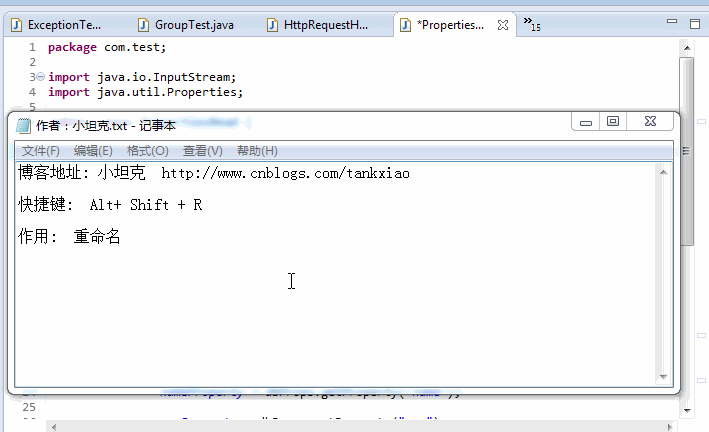 ExceptionTe...
GroupTest.java
HttpRequestH...
*Properties...
15
1 package com.test;
2
3 import java.io.InputStream;
4 import java.util.Properties;
5
作者：小坦克.txt - 记事本
文件(F) 编辑(E) 格式(O) 查看(V) 帮助(H)
博客地址: 小坦克 http://www.cnblogs.com/tankxiao
快捷键: Alt+ Shift + R
作用: 重命名
25